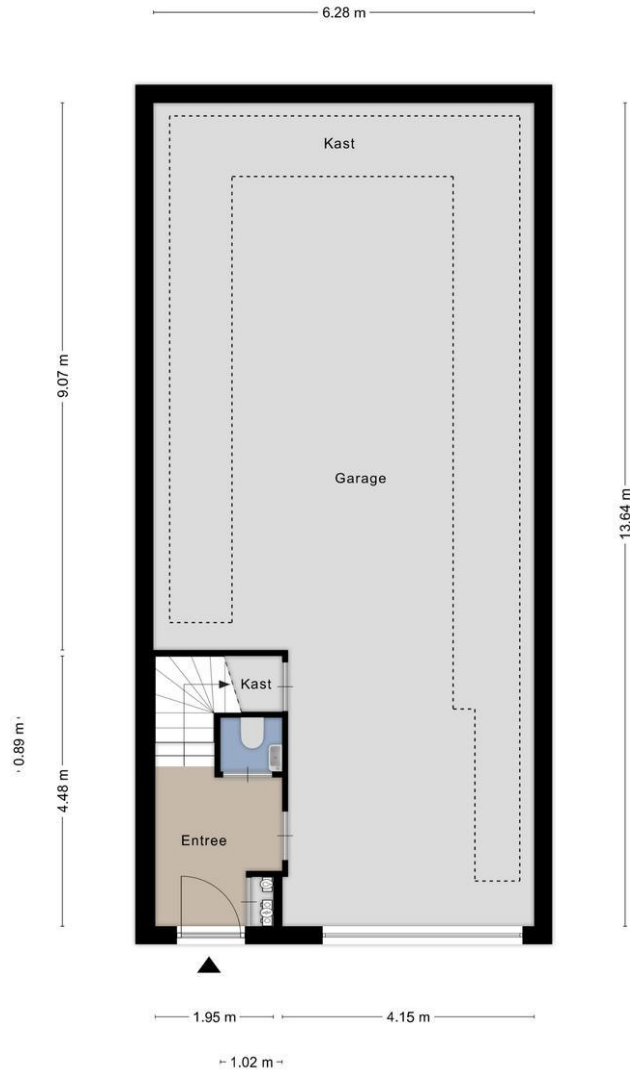 6.28 m
Kast
9.07 m
Garage
13.64 m
Kast
0.89 m
4.48 m
Entree
1.95 m
4.15 m
1.02 m